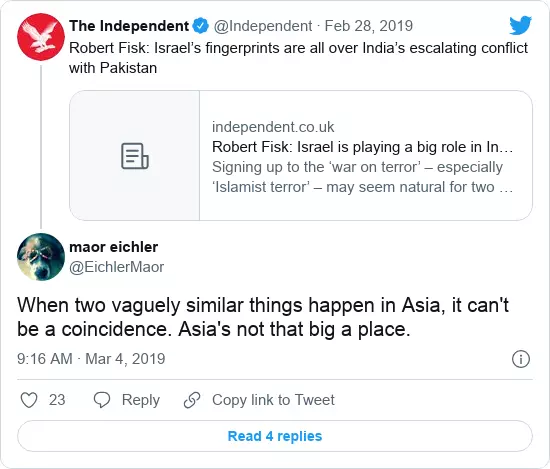 The Independent @Independent · Feb 28, 2019
Robert Fisk: Israel’s fingerprints are all over India’s escalating conflict
with Pakistan
independent.co.uk
Robert Fisk: Israel is playing a big role in In…
Signing up to the ‘war on terror’ – especially
‘Islamist terror’ – may seem natural for two …
maor eichler
@EichlerMaor
When two vaguely similar things happen in Asia, it can't
be a coincidence. Asia's not that big a place.
9:16 AM · Mar 4, 2019
23 Reply Copy link to Tweet
Read 4 replies